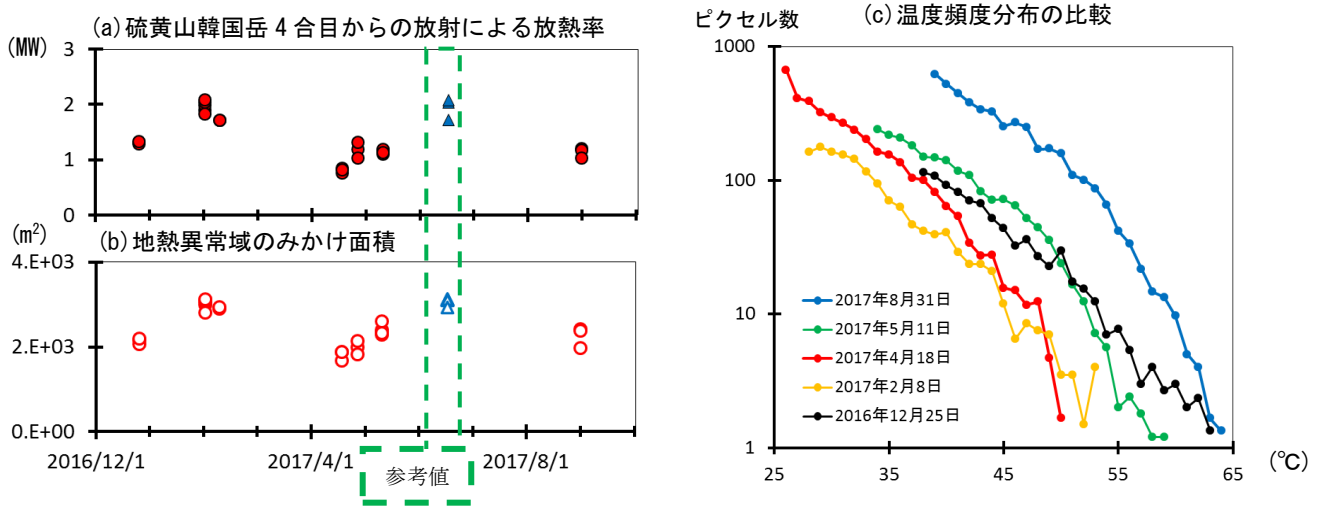 (a)硫黄山韓国岳4合目からの放射による放熱率
(MW)
3
2
1
0
(m²)
(b)地熱異常域のみかけ面積
4.E+03
2.E+03
0.E+00
2016/12/1
2017/4/1
2017/8/1
参考値
ピクセル数
(c)温度頻度分布の比較
1000
100
10
1
2017年8月31日
2017年5月11日
2017年4月18日
2017年2月8日
2016年12月25日
25
35
45
55
65
(℃)